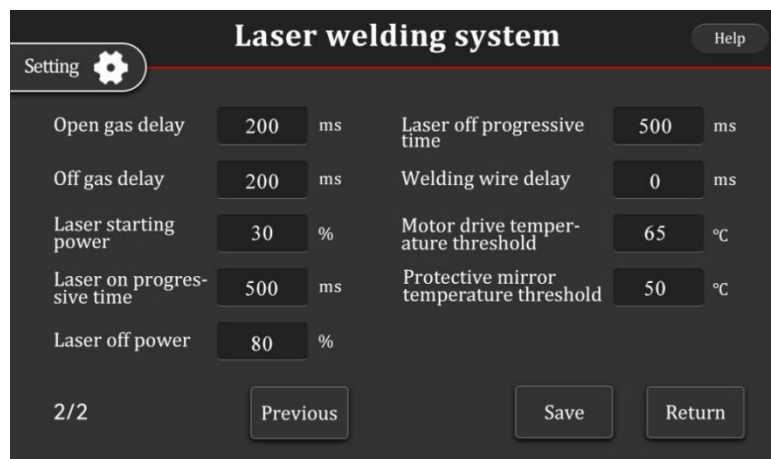 Laser welding system
Help
Setting
Open gas delay 200 ms
Off gas delay 200 ms
Laser starting
power 30 %
Laser on progres-
sive time 500 ms
Laser off power 80 %
Laser off progressive
time 500 ms
Welding wire delay 0 ms
Motor drive temper-
ature threshold 65 °C
Protective mirror
temperature threshold 50 °C
2/2 Previous Save Return